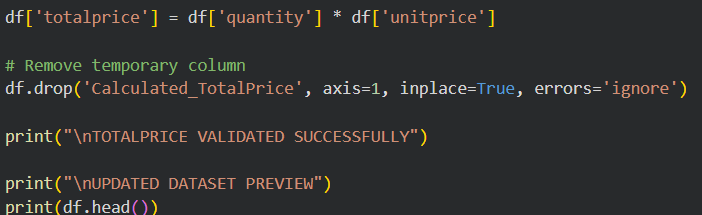 df['totalprice'] = df['quantity'] * df['unitprice']
# Remove temporary column
df.drop('Calculated_TotalPrice', axis=1, inplace=True, errors='ignore')
print("\nTOTALPRICE VALIDATED SUCCESSFULLY")
print("\nUPDATED DATASET PREVIEW")
print(df.head())